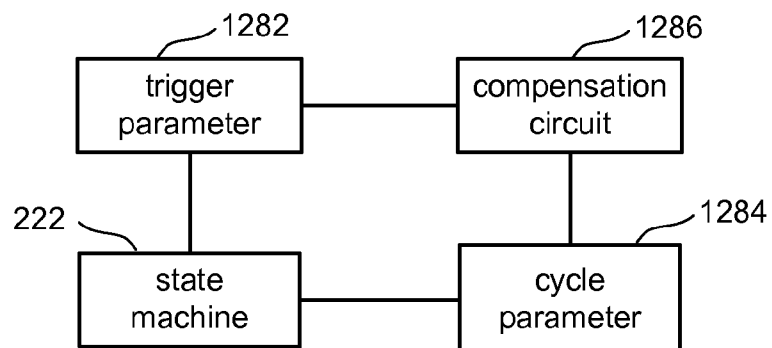 1282
1286
trigger
parameter
compensation
circuit
222
1284
state
machine
cycle
parameter